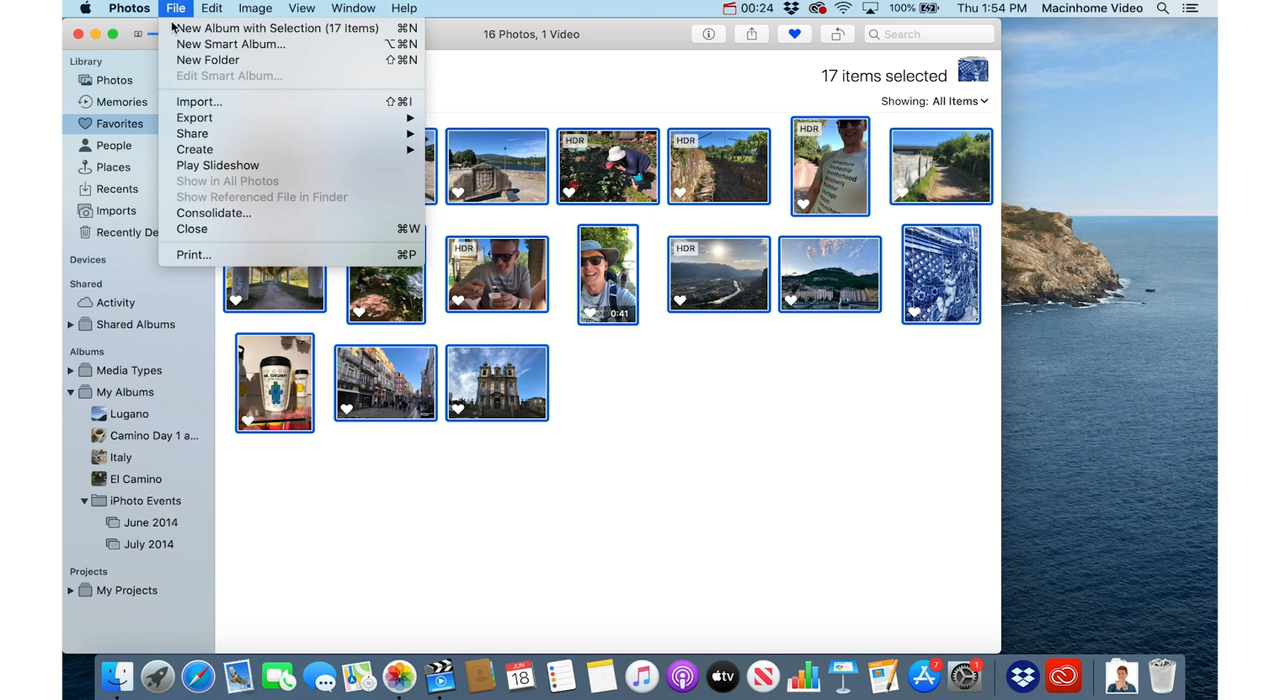 Photos File Edit Image View Window Help 00:24 100% Thu 1:54 PM Macinhome Video
16 Photos, 1 Video Search
New Album with Selection (17 Items) ⌘N
New Smart Album... ⌥⌘N
New Folder ⇧⌘N
Edit Smart Album...
Import... ⇧⌘I
Export
Share
Create
Play Slideshow
Show in All Photos
Show Referenced File in Finder
Consolidate...
Close ⌘W
Print... ⌘P
Library
Photos
Memories
Favorites
People
Places
Recents
Imports
Recently De
Devices
Shared
Activity
Shared Albums
Albums
Media Types
My Albums
Lugano
Camino Day 1 a...
Italy
El Camino
iPhoto Events
June 2014
July 2014
Projects
My Projects
17 items selected
Showing: All Items
HDR
HDR
HDR
HDR
HDR
0:41
JUN
18
tv
7
1